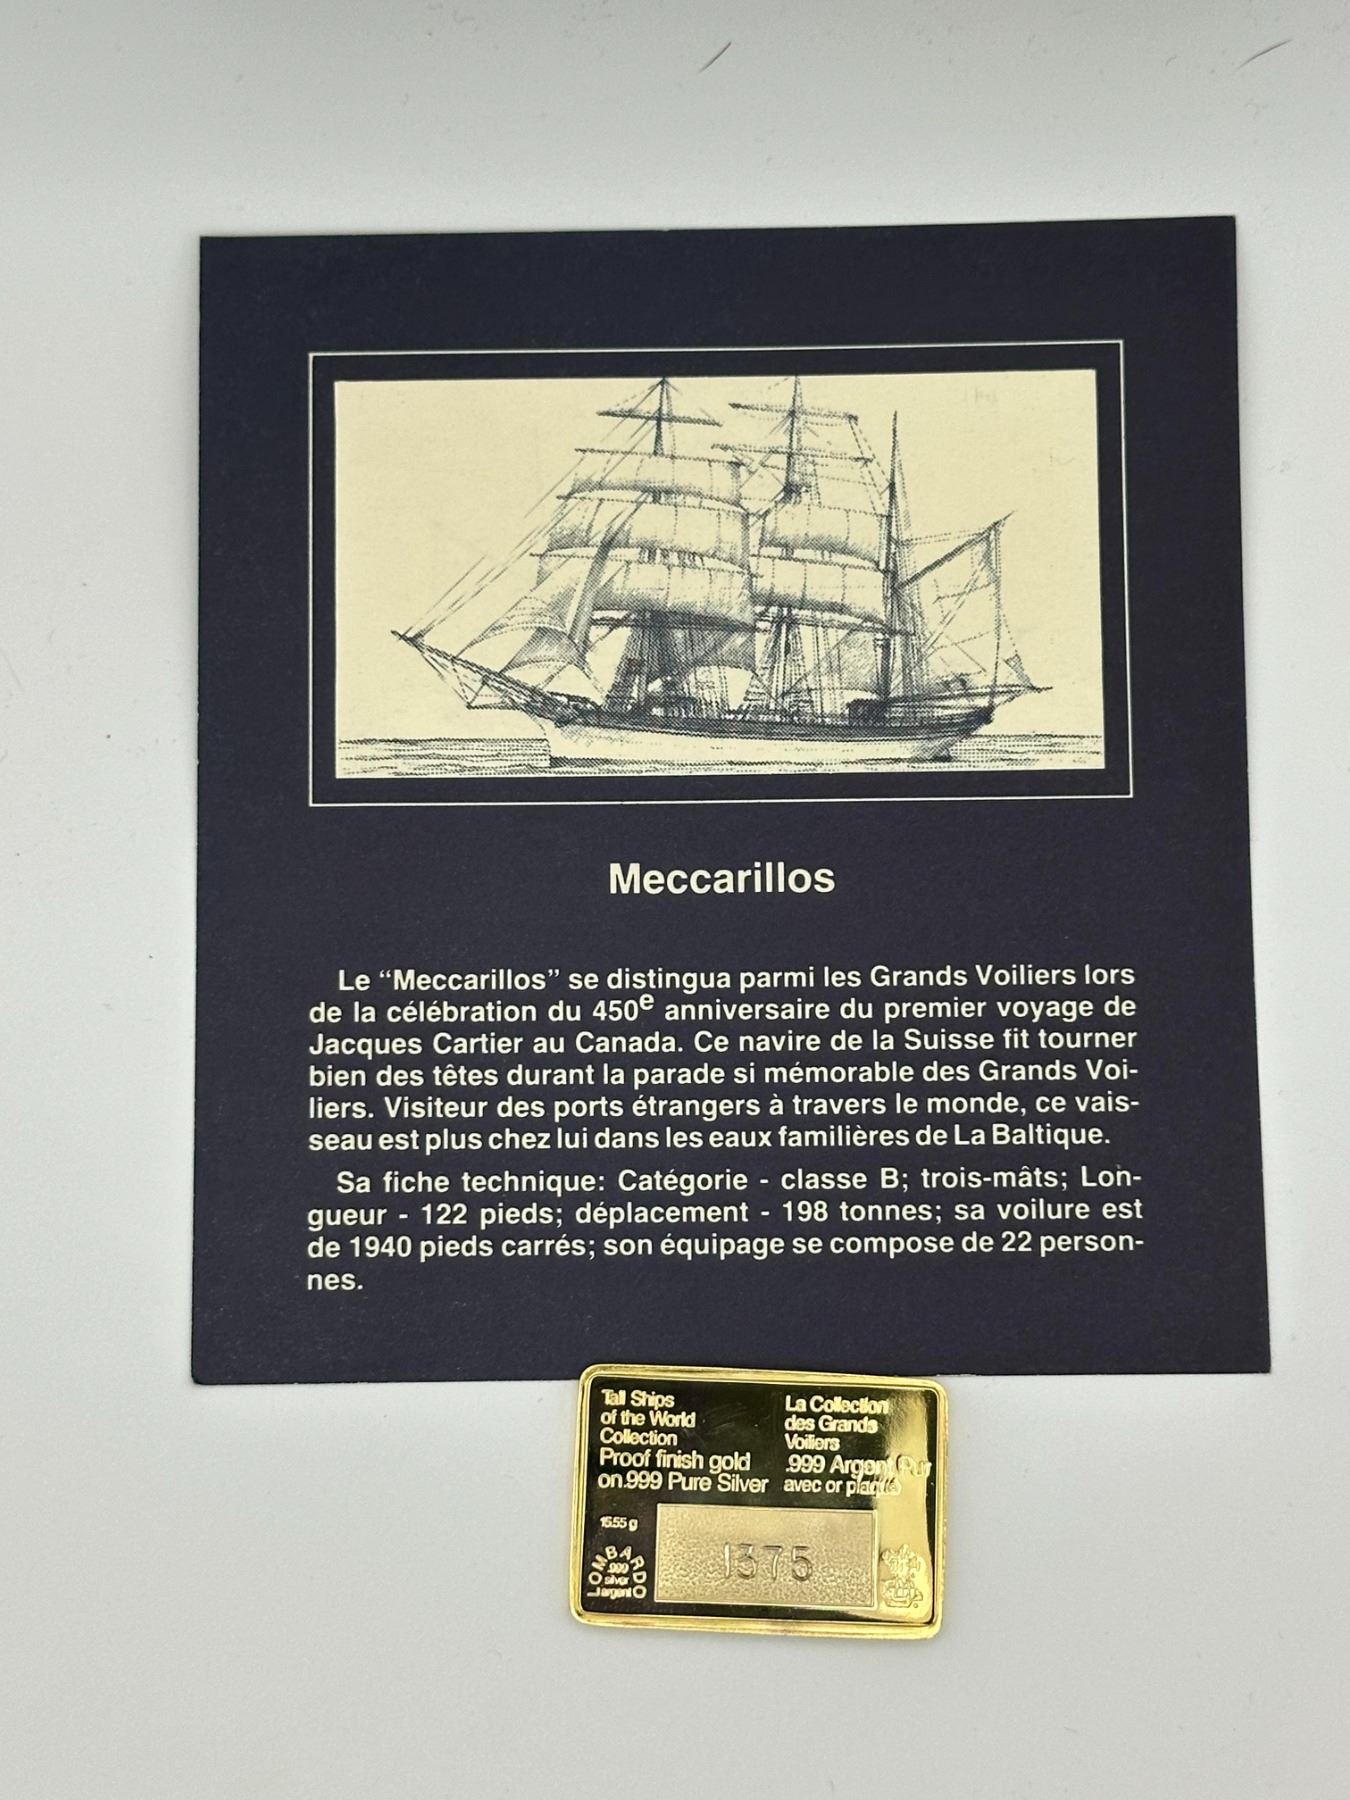 Meccarillos
Le “Meccarillos” se distingua parmi les Grands Voiliers lors
de la célébration du 450e anniversaire du premier voyage de
Jacques Cartier au Canada. Ce navire de la Suisse fit tourner
bien des têtes durant la parade si mémorable des Grands Voi-
liers. Visiteur des ports étrangers à travers le monde, ce vais-
seau est plus chez lui dans les eaux familières de La Baltique.
Sa fiche technique: Catégorie - classe B; trois-mâts; Lon-
gueur - 122 pieds; déplacement - 198 tonnes; sa voilure est
de 1940 pieds carrés; son équipage se compose de 22 person-
nes.
Tall Ships
of the World
Collection
Proof finish gold
on .999 Pure Silver
La Collection
des Grands
Voiliers
.999 Argent Pur
avec or plaqué
15.55 g
LOMBARDO
.999
silver
argent
1375